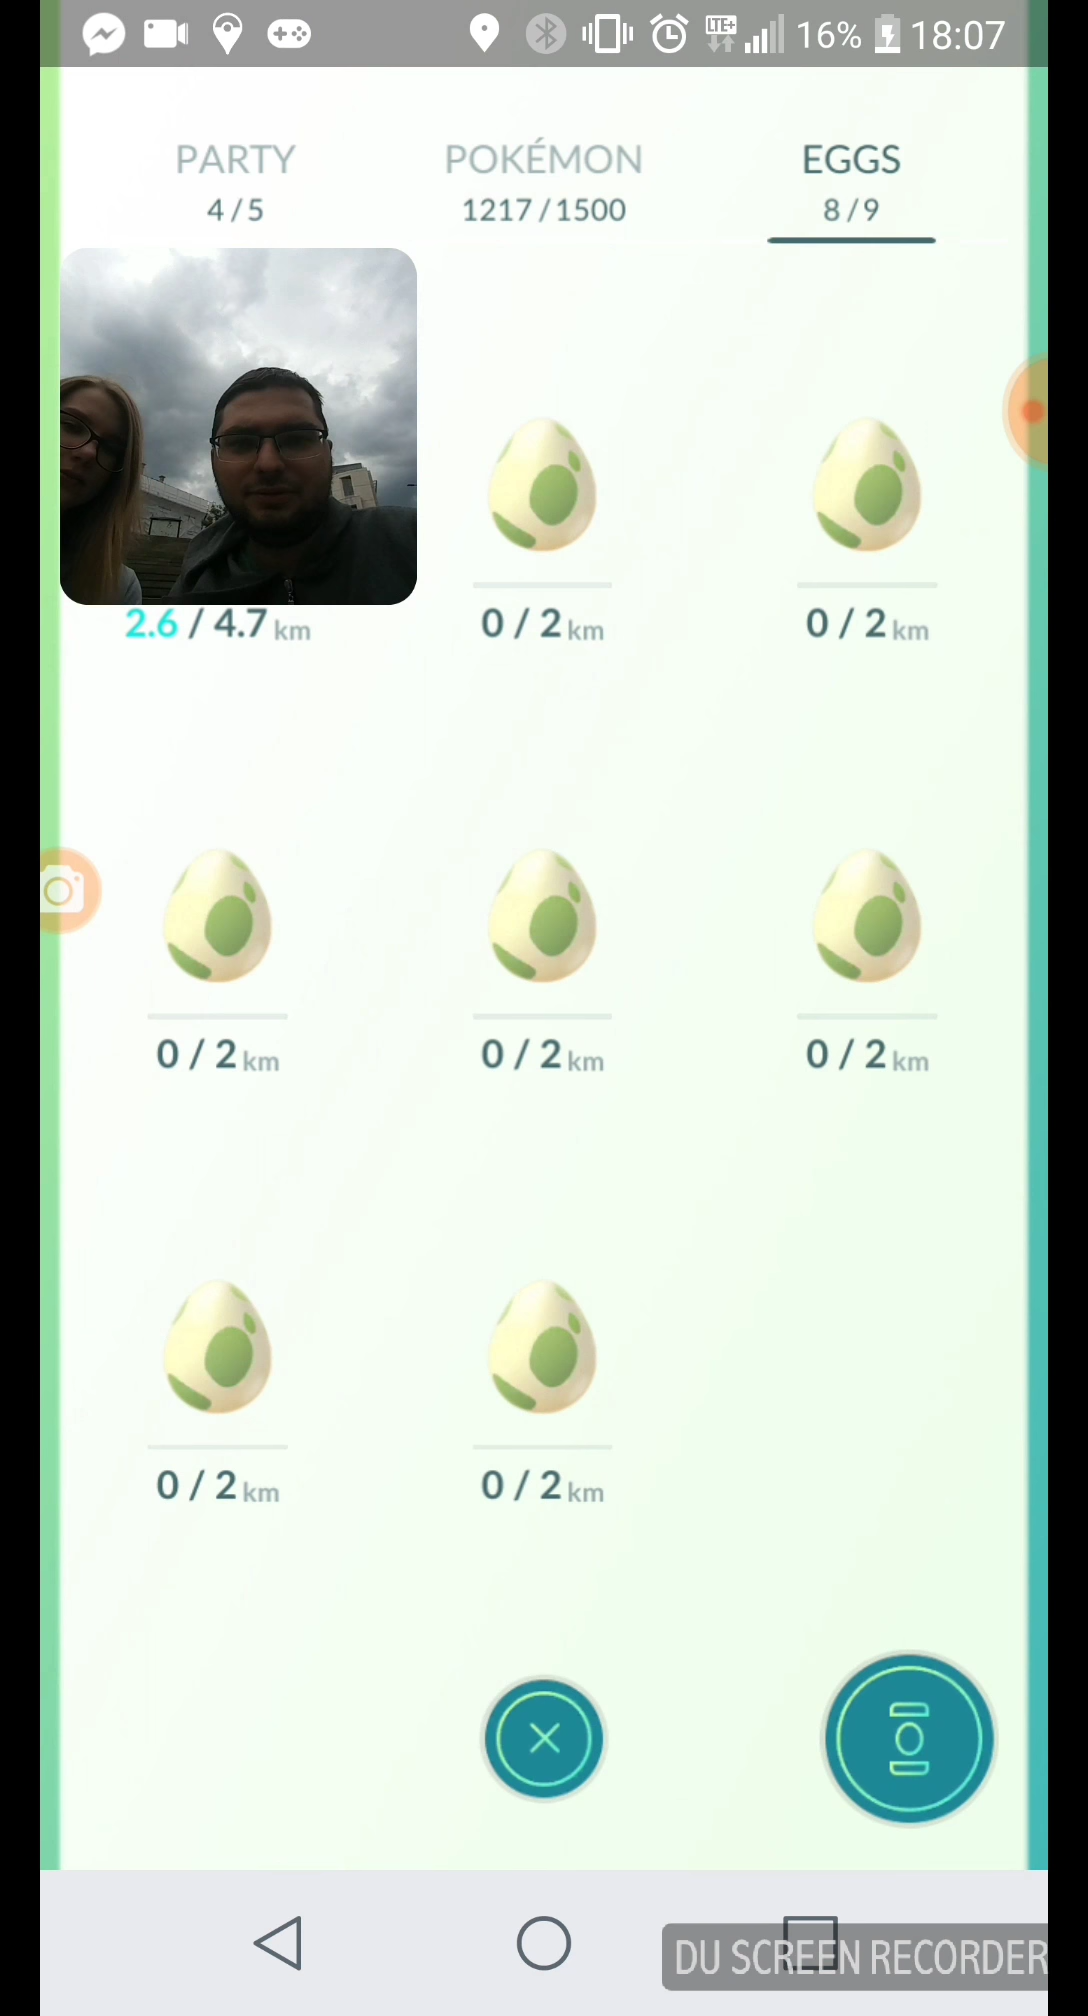 16% 18:07
PARTY POKÉMON EGGS
4/5 1217/1500 8/9
2.6 / 4.7 km 0 / 2 km 0 / 2 km
0 / 2 km 0 / 2 km 0 / 2 km
0 / 2 km 0 / 2 km
DU SCREEN RECORDER